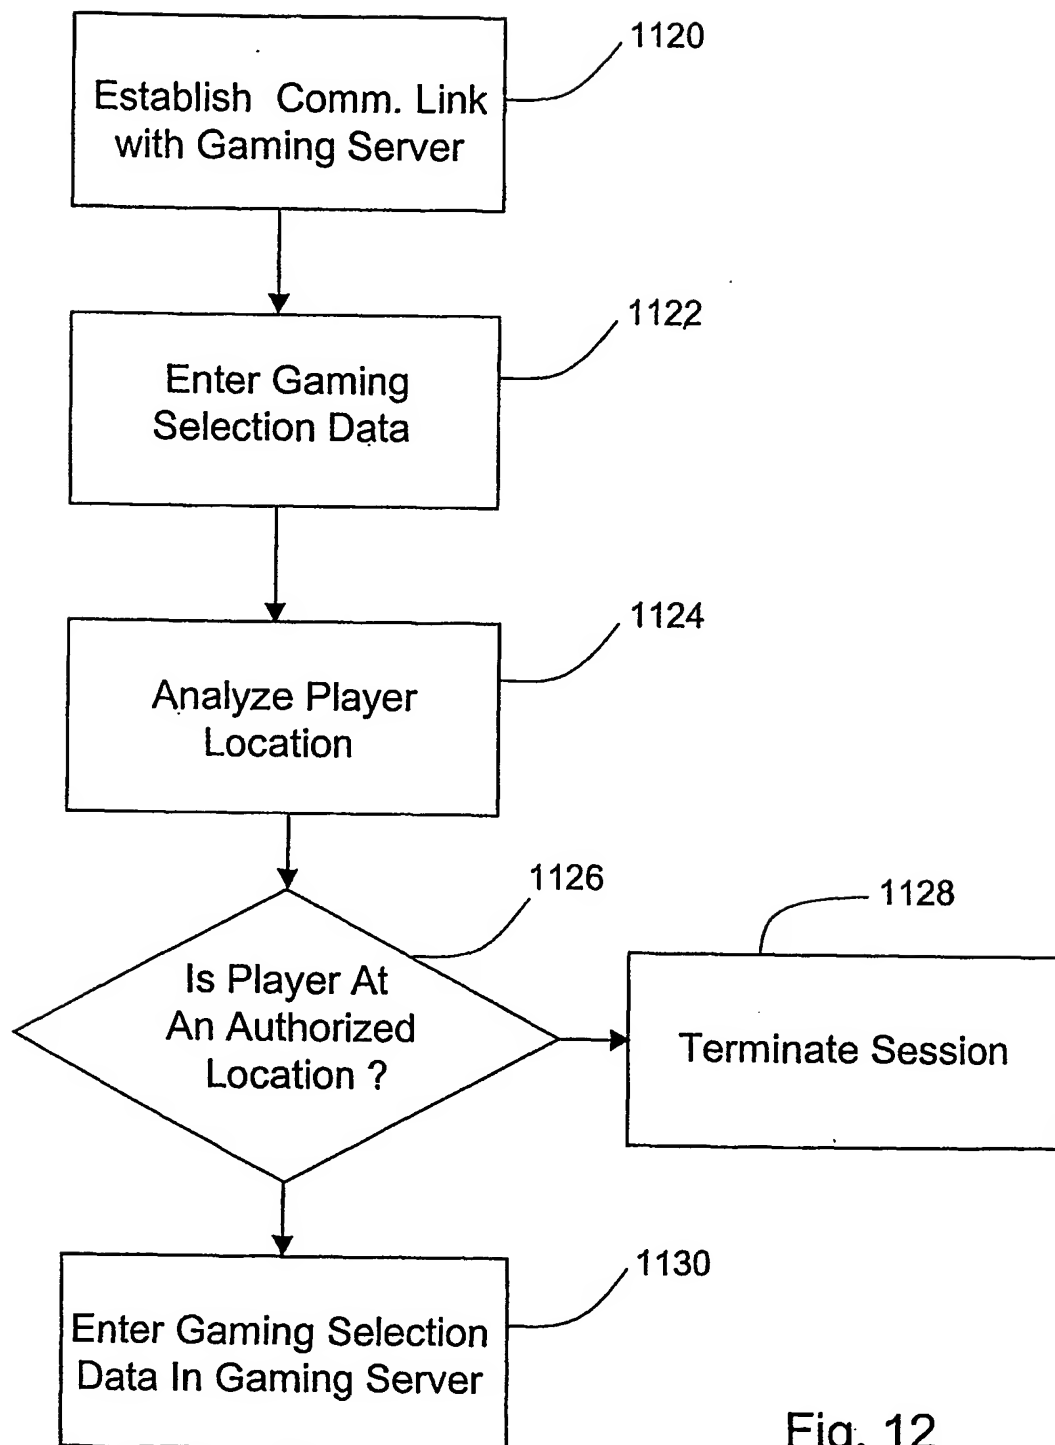 1120
Establish Comm. Link
with Gaming Server
1122
Enter Gaming
Selection Data
1124
Analyze Player
Location
1126
Is Player At
An Authorized
Location ?
1128
Terminate Session
1130
Enter Gaming Selection
Data In Gaming Server
Fig. 12